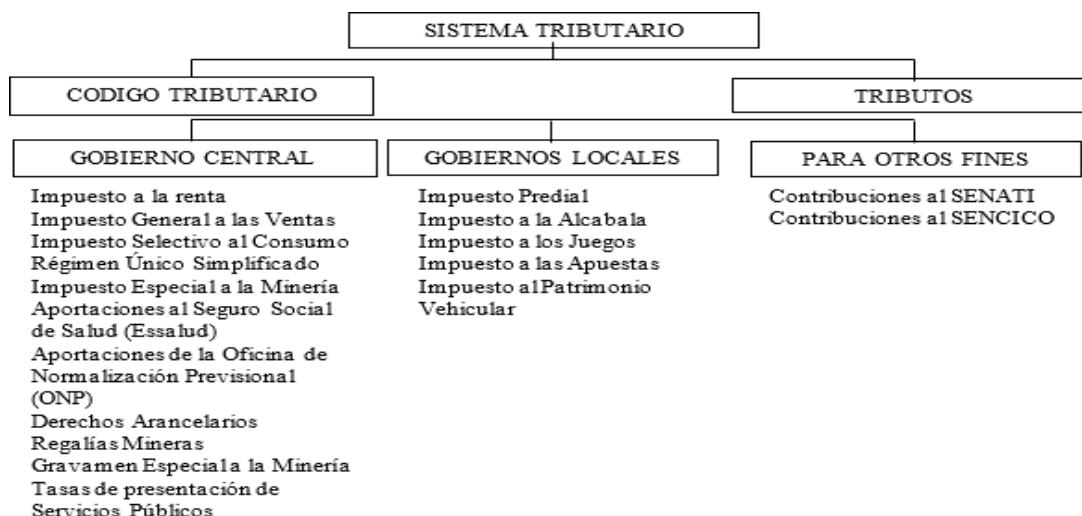 SISTEMA TRIBUTARIO
CODIGO TRIBUTARIO
TRIBUTOS
GOBIERNO CENTRAL
Impuesto a la renta
Impuesto General a las Ventas
Impuesto Selectivo al Consumo
Régimen Único Simplificado
Impuesto Especial a la Minería
Aportaciones al Seguro Social
de Salud (Essalud)
Aportaciones de la Oficina de
Normalización Previsional
(ONP)
Derechos Arancelarios
Regalías Mineras
Gravamen Especial a la Minería
Tasas de presentación de
Servicios Públicos
GOBIERNOS LOCALES
Impuesto Predial
Impuesto a la Alcabala
Impuesto a los Juegos
Impuesto a las Apuestas
Impuesto al Patrimonio
Vehicular
PARA OTROS FINES
Contribuciones al SENATI
Contribuciones al SENCICO